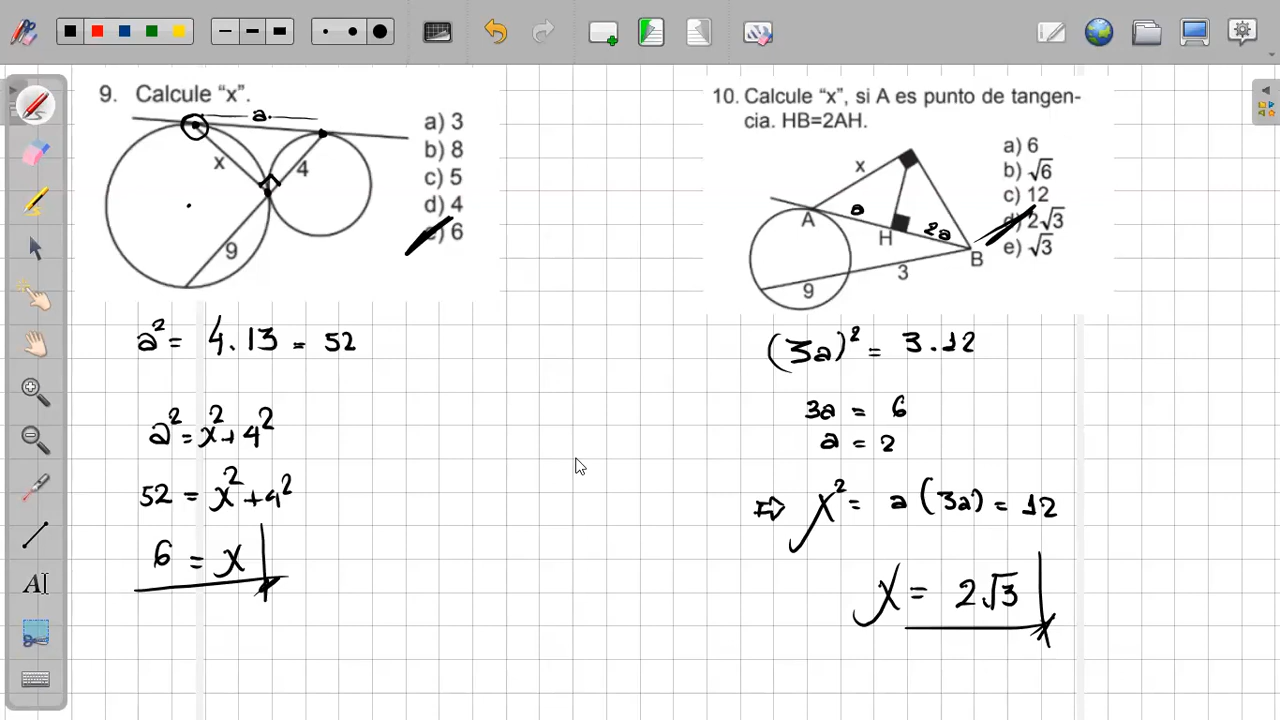 9. Calcule "x".
a
x
4
9
a) 3
b) 8
c) 5
d) 4
e) 6
a² = 4.13 = 52
a² = x² + 4²
52 = x² + 4²
6 = x
10. Calcule "x", si A es punto de tangen-
cia. HB=2AH.
x
A
a
H
2a
B
3
9
a) 6
b) √6
c) 12
d) 2√3
e) √3
(3a)² = 3.12
3a = 6
a = 2
⇒ x² = a(3a) = 12
x = 2√3
A